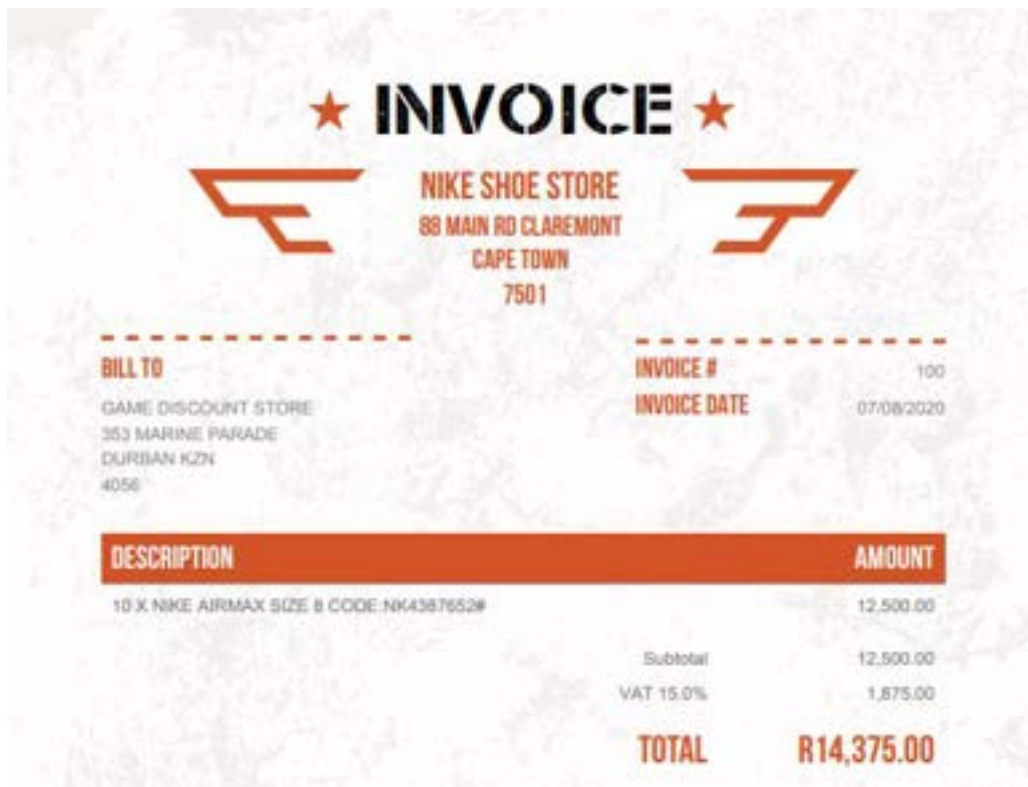 INVOICE
NIKE SHOE STORE
88 MAIN RD CLAREMONT
CAPE TOWN
7501
BILL TO
GAME DISCOUNT STORE
353 MARINE PARADE
DURBAN KZN
4056
INVOICE # 100
INVOICE DATE 07/08/2020
DESCRIPTION AMOUNT
10 X NIKE AIRMAX SIZE 8 CODE:NK4387652# 12,500.00
Subtotal 12,500.00
VAT 15.0% 1,875.00
TOTAL R14,375.00